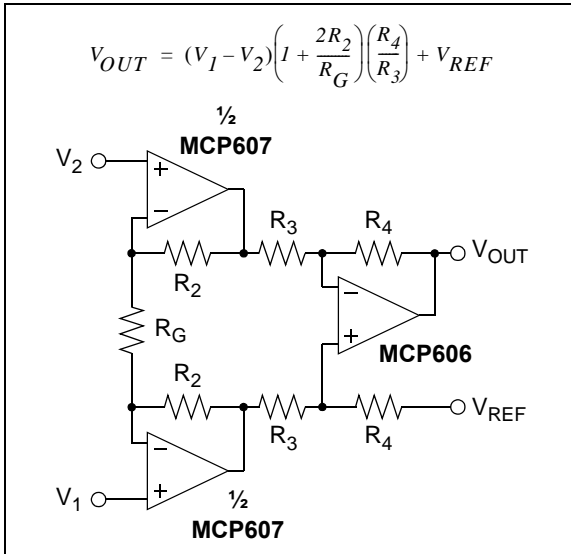 V_OUT = (V_1 – V_2)(1 + 2R_2/R_G)(R_4/R_3) + V_REF
½
MCP607
V_2
+
–
R_3
R_4
V_OUT
R_2
–
+
R_G
MCP606
R_2
R_3
R_4
V_REF
–
+
V_1
½
MCP607